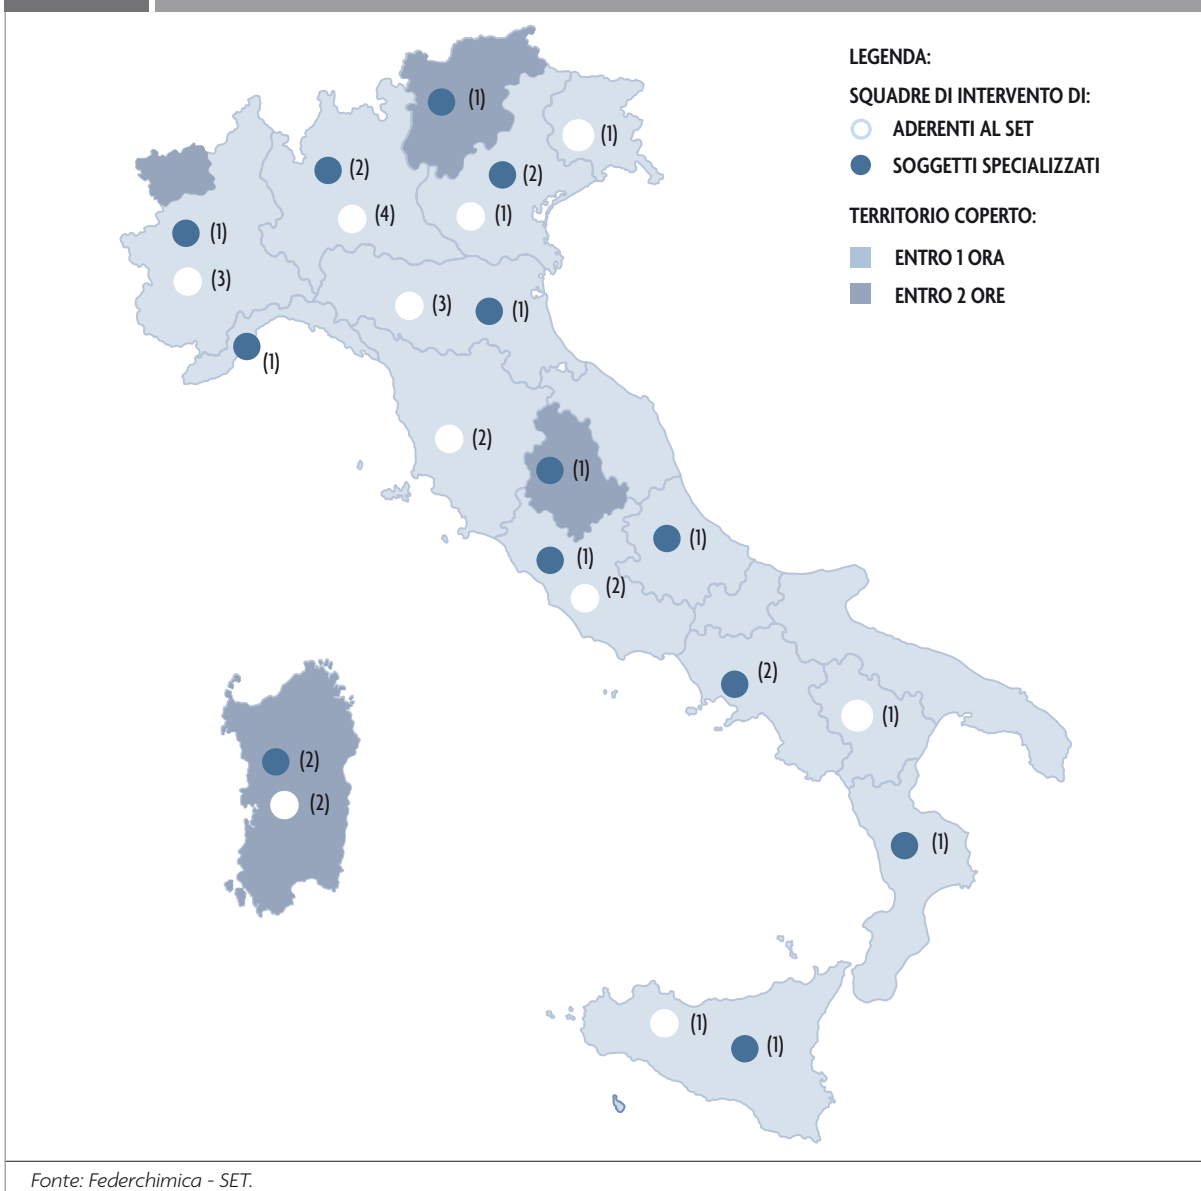 LEGENDA:
SQUADRE DI INTERVENTO DI:
ADERENTI AL SET
SOGGETTI SPECIALIZZATI
TERRITORIO COPERTO:
ENTRO 1 ORA
ENTRO 2 ORE
(1)
(1)
(2)
(2)
(4)
(1)
(1)
(3)
(3)
(1)
(1)
(2)
(1)
(1)
(1)
(2)
(2)
(1)
(2)
(2)
(1)
(1)
(1)
Fonte: Federchimica - SET.